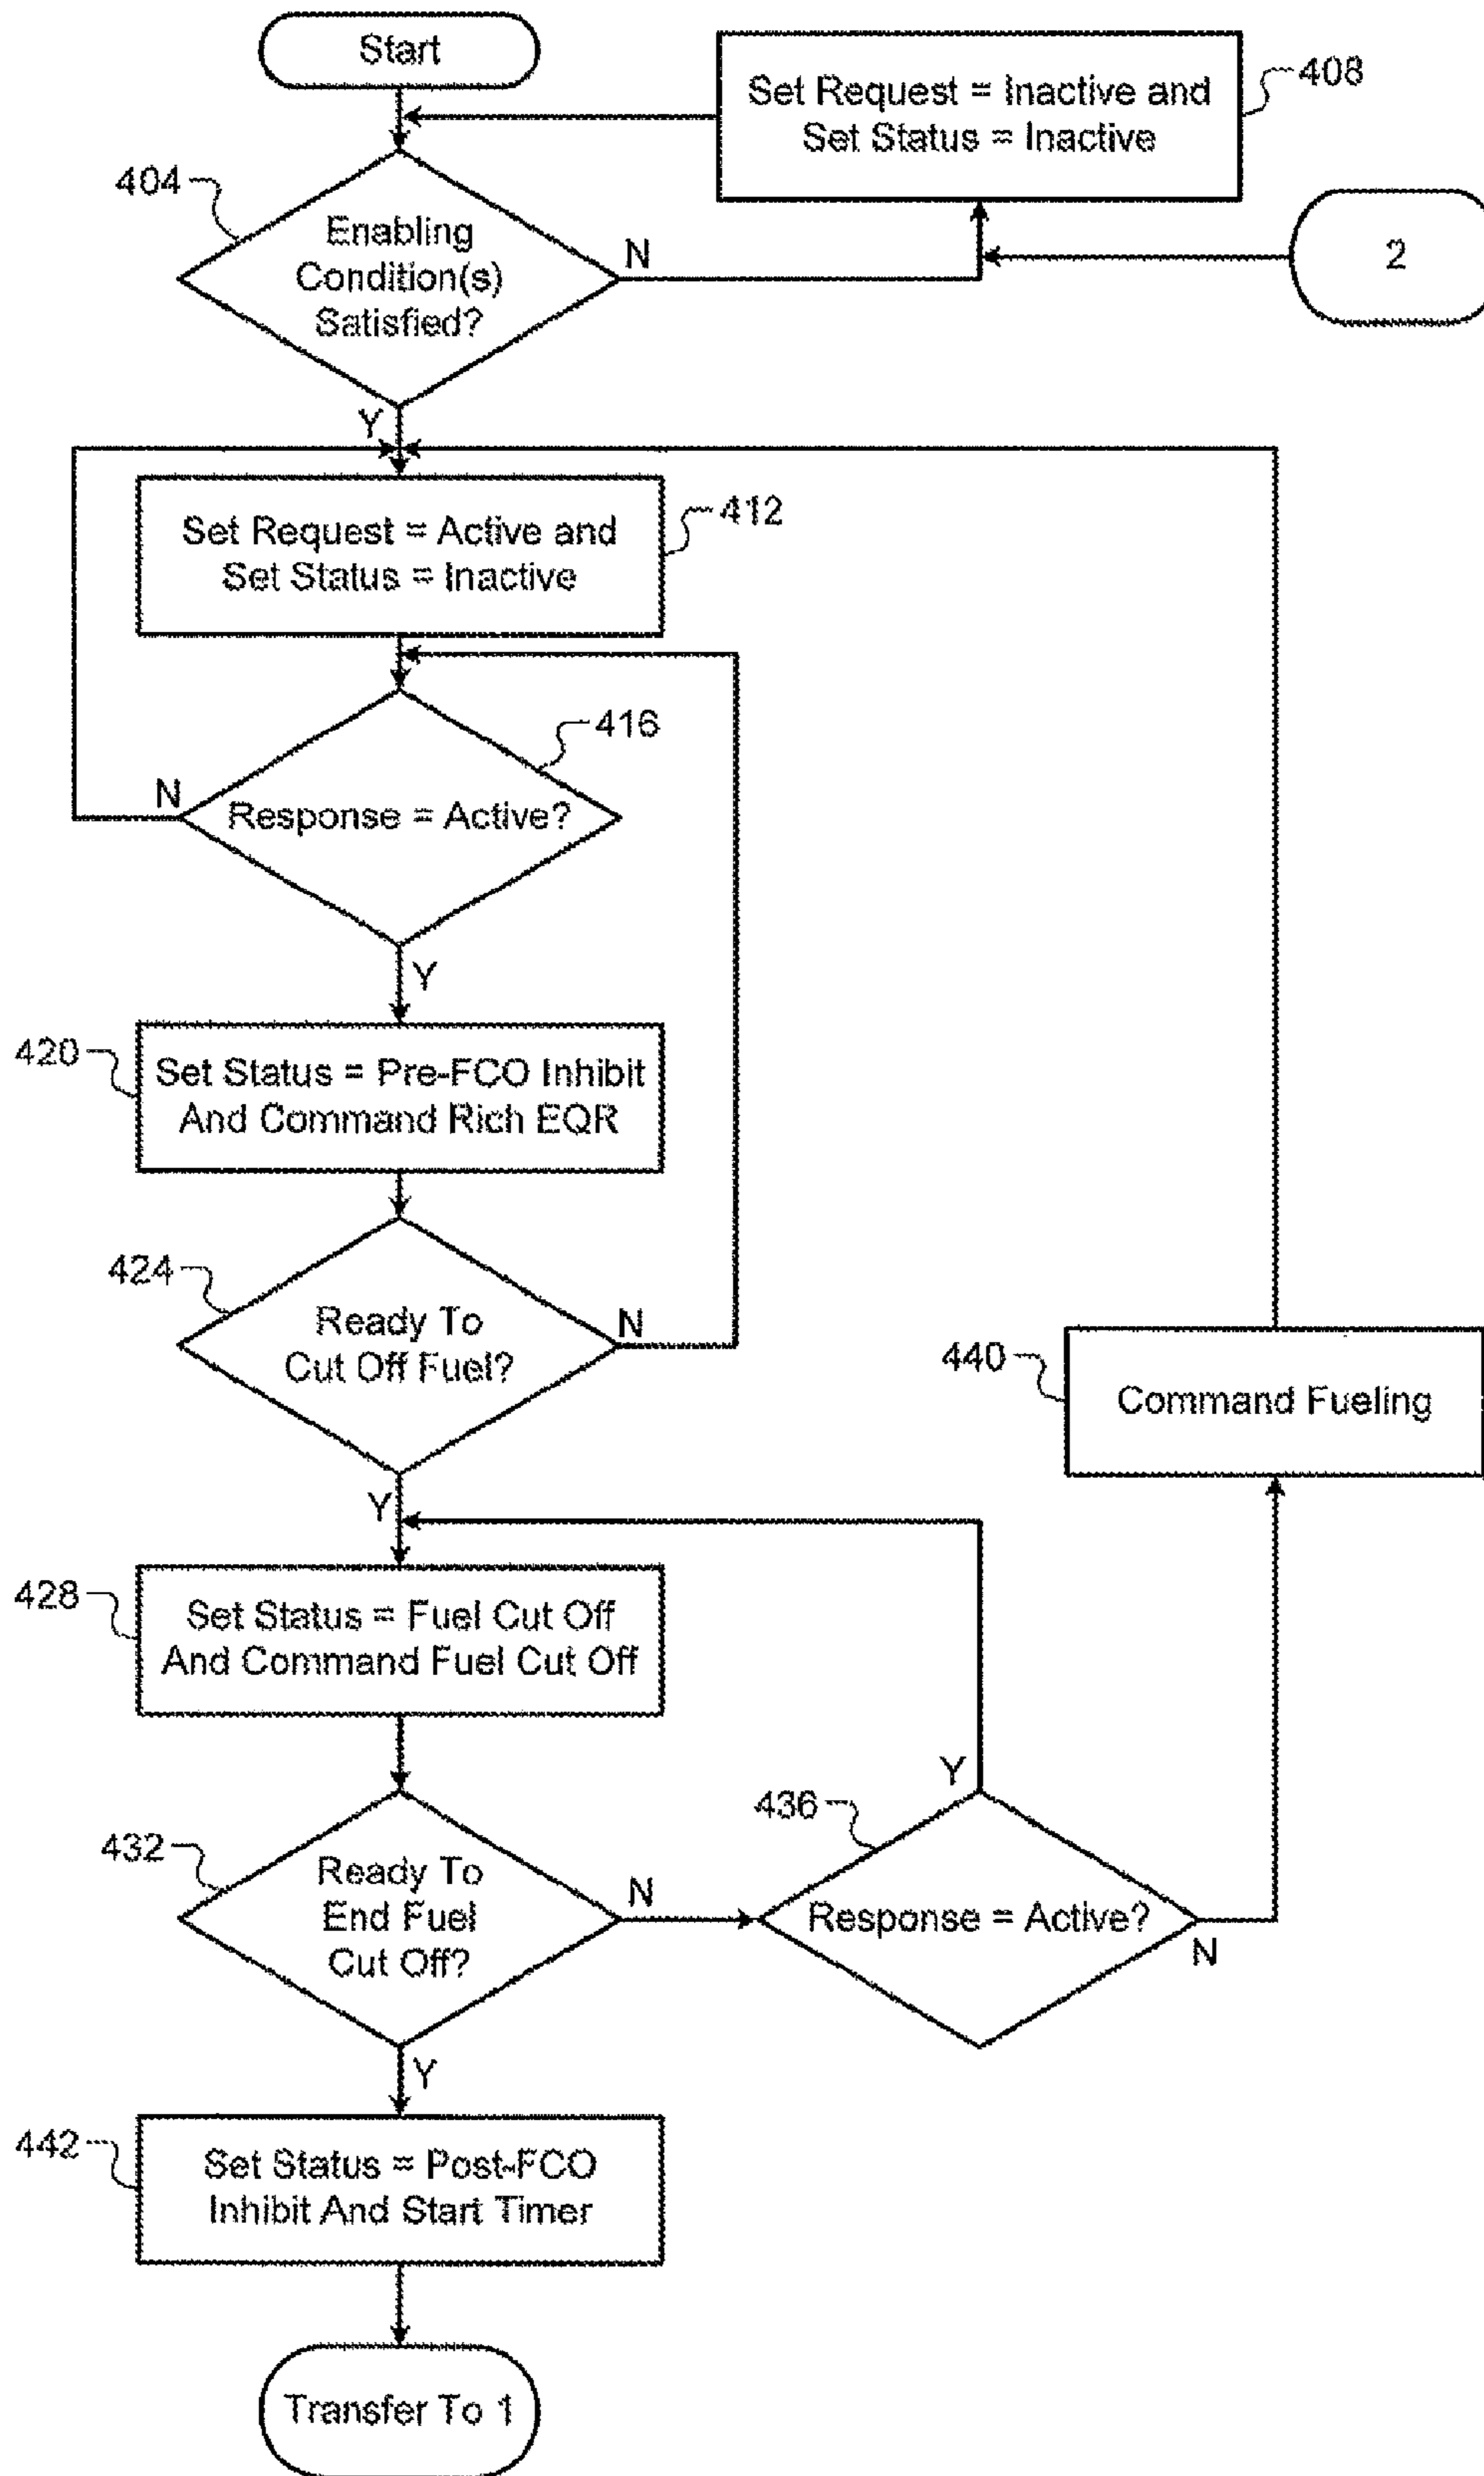 Start
Set Request = Inactive and
Set Status = Inactive
408
404
Enabling
Condition(s)
Satisfied?
N
2
Y
Set Request = Active and
Set Status = Inactive
412
416
N
Response = Active?
Y
420
Set Status = Pre-FCO Inhibit
And Command Rich EQR
424
Ready To
Cut Off Fuel?
N
440
Command Fueling
Y
428
Set Status = Fuel Cut Off
And Command Fuel Cut Off
Y
436
432
Ready To
End Fuel
Cut Off?
N
Response = Active?
N
Y
442
Set Status = Post-FCO
Inhibit And Start Timer
Transfer To 1